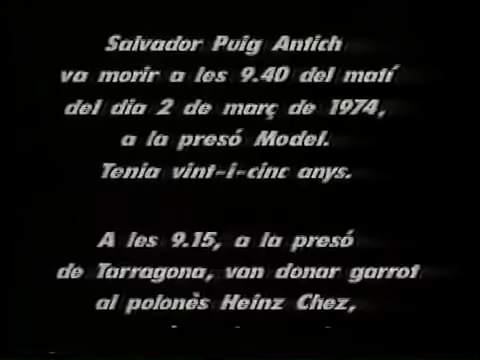 Salvador Puig Antich
va morir a les 9.40 del matí
del dia 2 de març de 1974,
a la presó Model.
Tenia vint-i-cinc anys.
A les 9.15, a la presó
de Tarragona, van donar garrot
al polonès Heinz Chez,